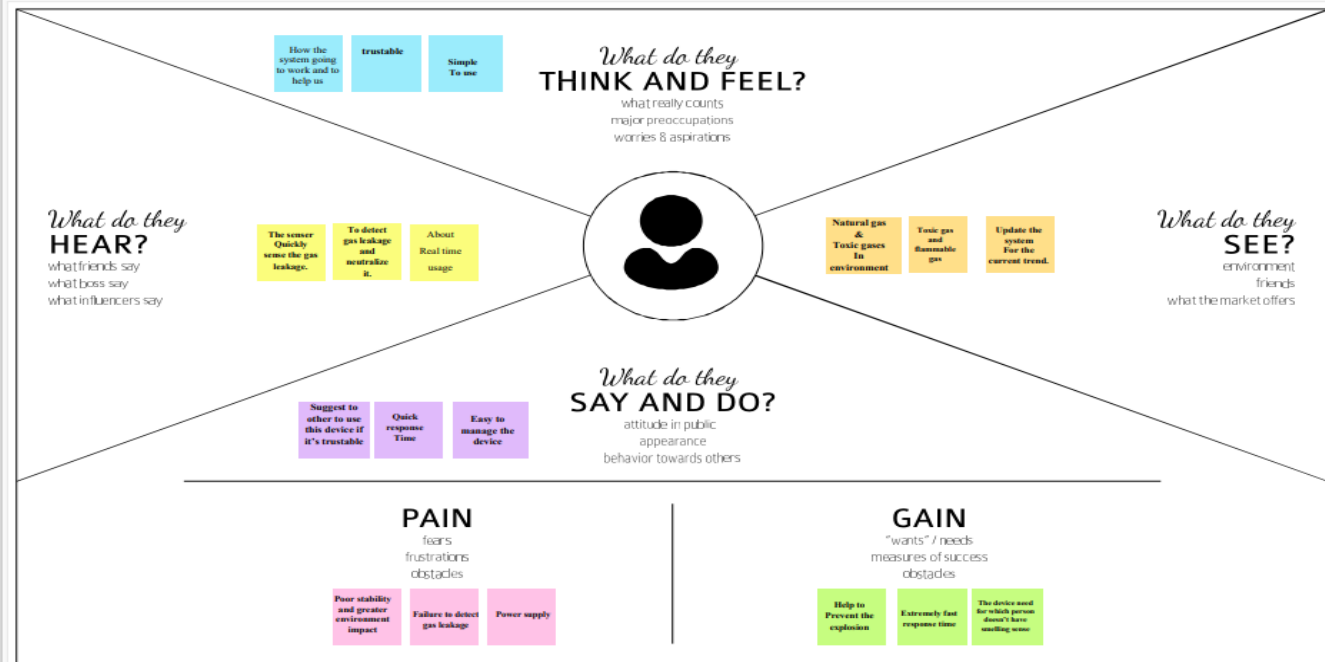 How the
system going
to work and to
help us
trustable
Simple
To use
What do they
THINK AND FEEL?
what really counts
major preoccupations
worries & aspirations
What do they
HEAR?
what friends say
what boss say
what influencers say
The senser
Quickly
sense the gas
leakage.
To detect
gas leakage
and
neutralize
it.
About
Real time
usage
Natural gas
&
Toxic gases
In
environment
Toxic gas
and
flammable
gas
Update the
system
For the
current trend.
What do they
SEE?
environment
friends
what the market offers
What do they
SAY AND DO?
attitude in public
appearance
behavior towards others
Suggest to
other to use
this device if
it's trustable
Quick
response
Time
Easy to
manage the
device
PAIN
fears
frustrations
obstacles
Poor stability
and greater
environment
impact
Failure to detect
gas leakage
Power supply
GAIN
"wants" / needs
measures of success
obstacles
Help to
Prevent the
explosion
Extremely fast
response time
The device need
for which person
doesn't have
smelling sense